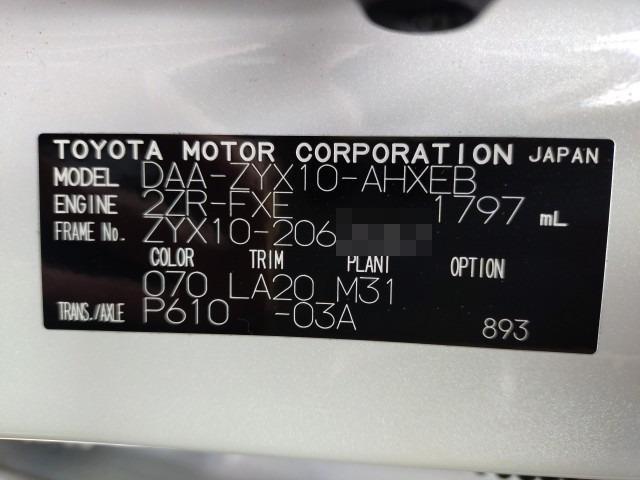 TOYOTA MOTOR CORPORATION JAPAN
MODEL DAA-ZYX10-AHXEB
ENGINE 2ZR-FXE 1797 mL
FRAME No. ZYX10-206
COLOR TRIM PLANT OPTION
070 LA20 M31
TRANS./AXLE P610 -03A 893